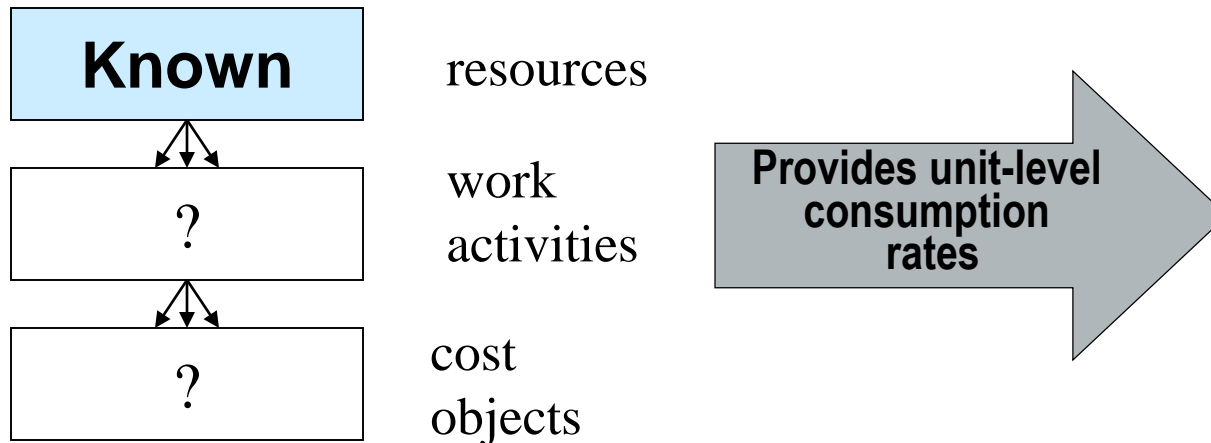 Known
resources
work
?
activities
cost
?
objects
Provides unit-level
consumption
rates